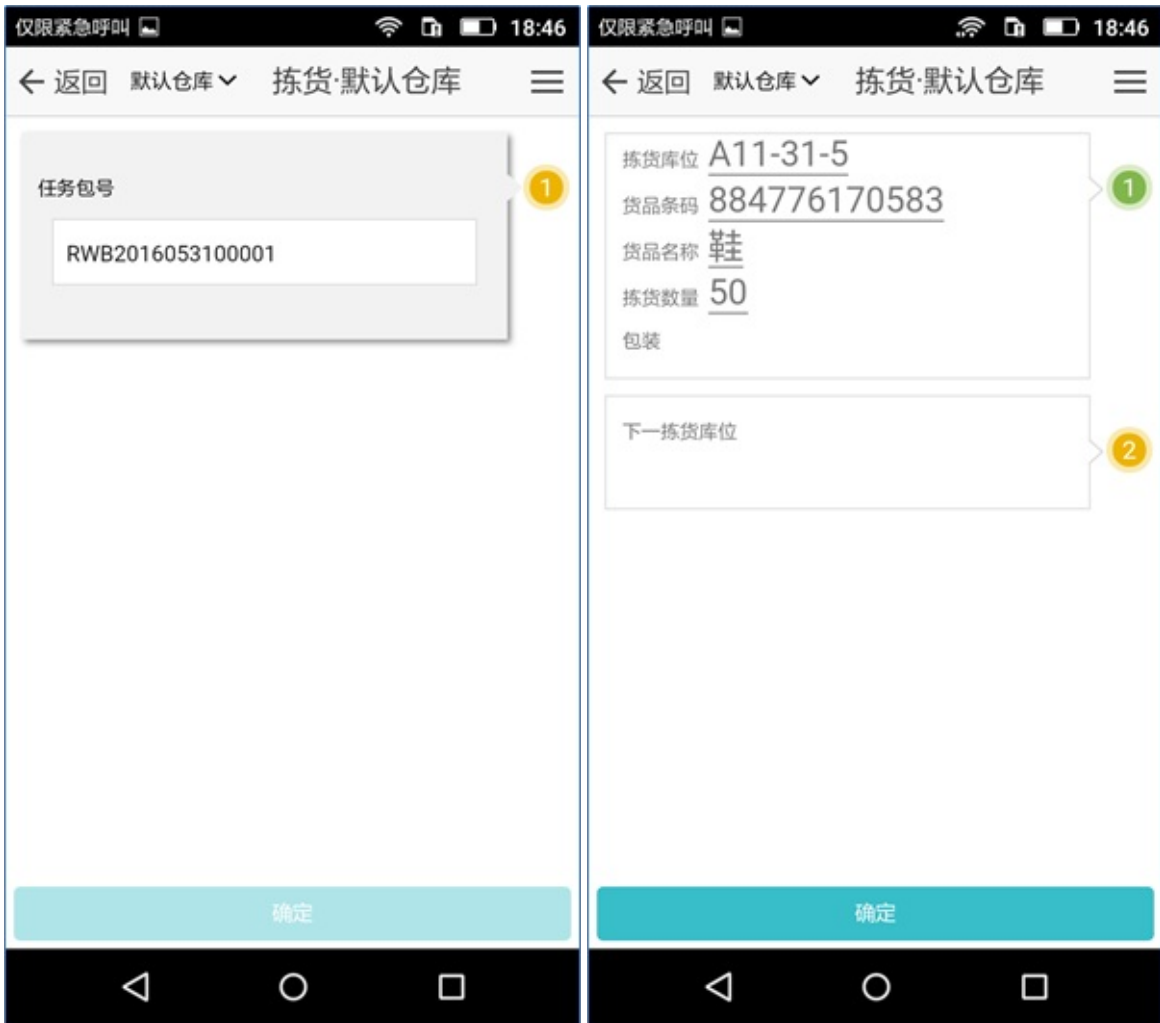 仅限紧急呼叫 18:46
返回 默认仓库 拣货·默认仓库
任务包号
1
RWB2016053100001
确定
仅限紧急呼叫 18:46
返回 默认仓库 拣货·默认仓库
拣货库位 A11-31-5
1
货品条码 884776170583
货品名称 鞋
拣货数量 50
包装
下一拣货库位
2
确定